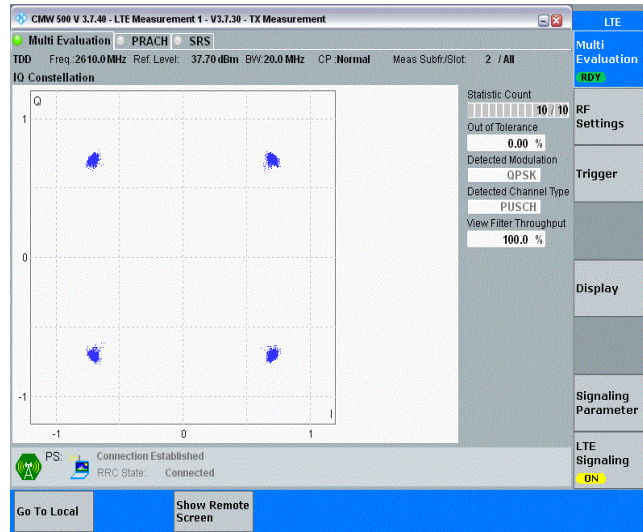 CMW 500 V 3.7.40 - LTE Measurement 1 - V3.7.30 - TX Measurement
LTE
Multi Evaluation PRACH SRS
TDD Freq.:2610.0 MHz Ref. Level: 37.70 dBm BW:20.0 MHz CP :Normal Meas Subfr./Slot: 2 / All
IQ Constellation
Q
1
0
-1
-1 0 1
I
Statistic Count
10 / 10
Out of Tolerance
0.00 %
Detected Modulation
QPSK
Detected Channel Type
PUSCH
View Filter Throughput
100.0 %
Multi
Evaluation
RDY
RF
Settings
Trigger
Display
Signaling
Parameter
LTE
Signaling
ON
PS: Connection Established
RRC State: Connected
Go To Local
Show Remote
Screen